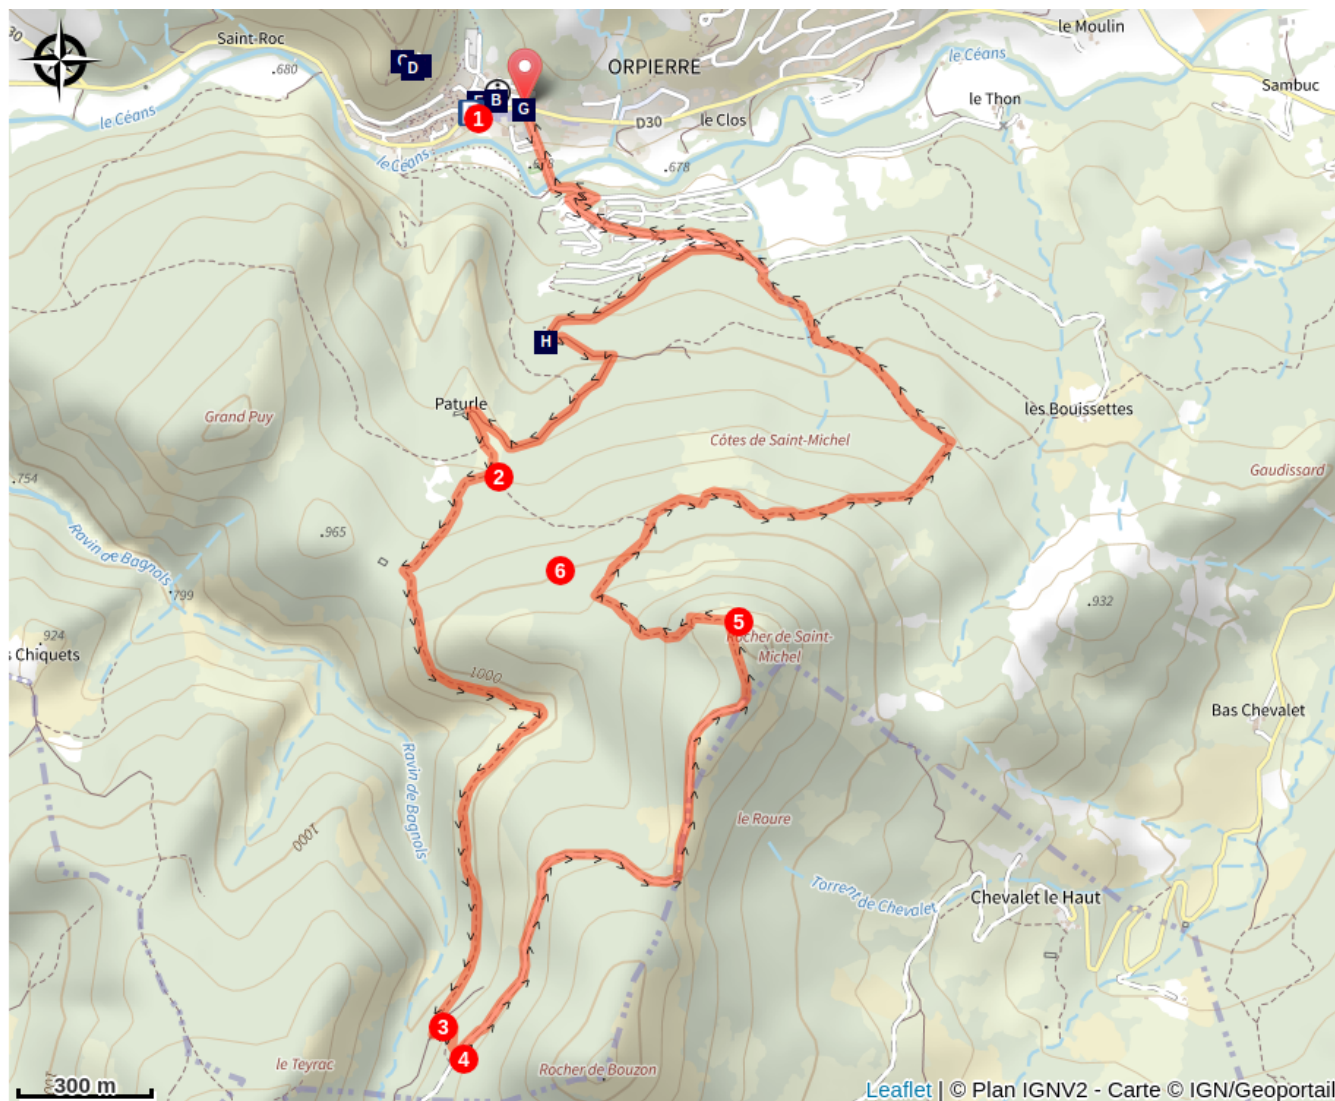 30
Saint-Roc
le Moulin
C
D
ORPIERRE
le Céans
.680
Sambuc
B
G
le Thon
le Céans
1
D30
le Clos
le Céans
.678
H
Paturle
les Bouissettes
Grand Puy
Côtes de Saint-Michel
Gaudissard
2
.754
.965
Ravin de Bagnols
6
.799
.932
5
.924
Rocher de Saint-
Michel
s Chiquets
1000
Bas Chevalet
Ravin de Bagnols
le Roure
1000
Torrent de Chevalet
Chevalet le Haut
3
4
le Teyrac
Rocher de Bouzon
300 m
Leaflet | © Plan IGNV2 - Carte © IGN/Geoportail